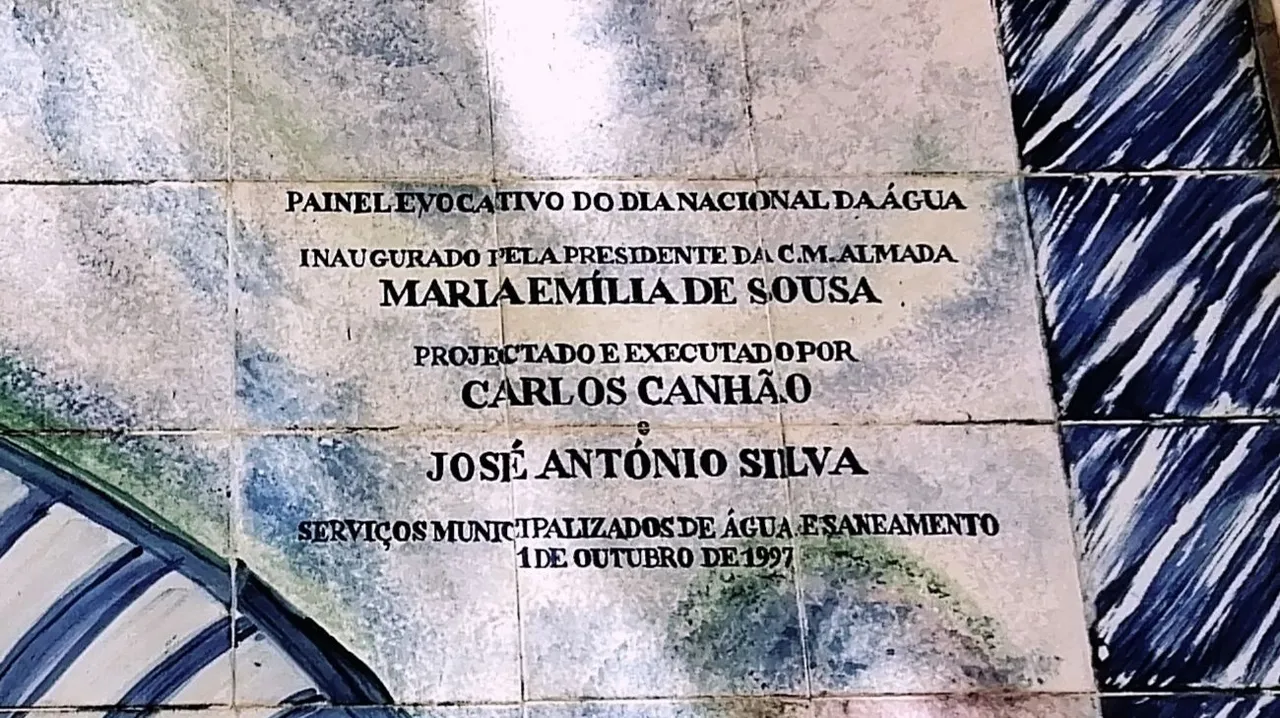 PAINEL EVOCATIVO DO DIA NACIONAL DA ÁGUA
INAUGURADO PELA PRESIDENTE DA C.M. ALMADA
MARIA EMÍLIA DE SOUSA
PROJECTADO E EXECUTADO POR
CARLOS CANHÃO
e
JOSÉ ANTÓNIO SILVA
SERVIÇOS MUNICIPALIZADOS DE ÁGUA E SANEAMENTO
1 DE OUTUBRO DE 1997